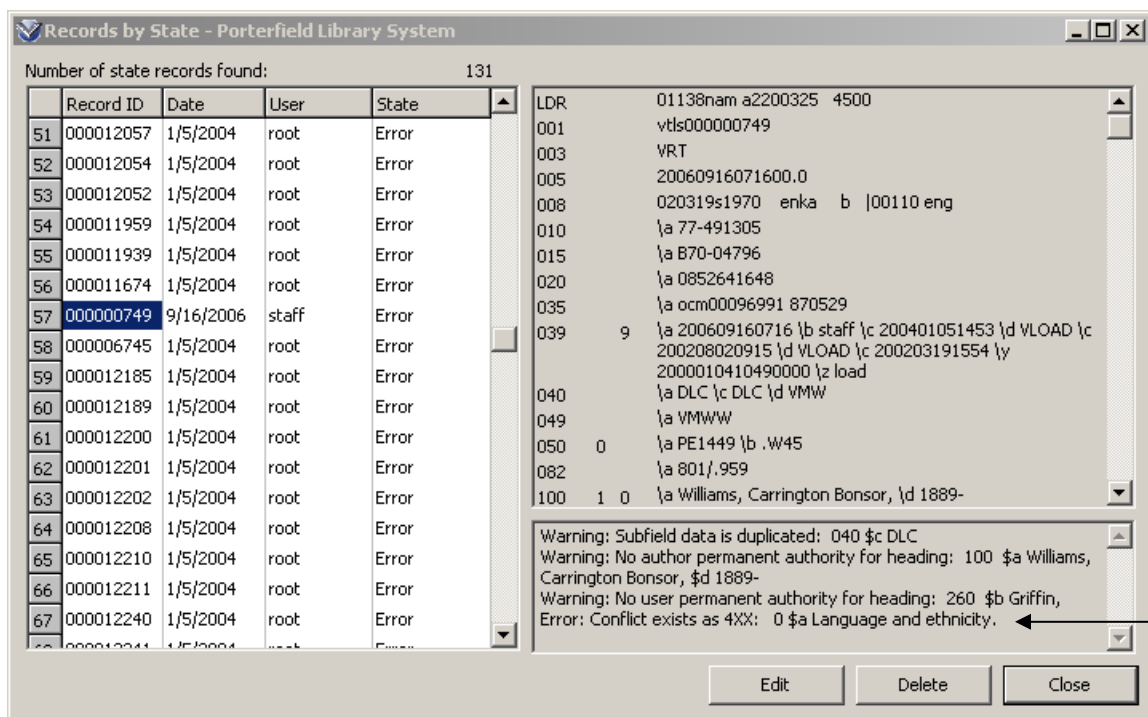 Records by State - Porterfield Library System
Number of state records found: 131
Record ID Date User State
51 000012057 1/5/2004 root Error
52 000012054 1/5/2004 root Error
53 000012052 1/5/2004 root Error
54 000011959 1/5/2004 root Error
55 000011939 1/5/2004 root Error
56 000011674 1/5/2004 root Error
57 000000749 9/16/2006 staff Error
58 000006745 1/5/2004 root Error
59 000012185 1/5/2004 root Error
60 000012189 1/5/2004 root Error
61 000012200 1/5/2004 root Error
62 000012201 1/5/2004 root Error
63 000012202 1/5/2004 root Error
64 000012208 1/5/2004 root Error
65 000012210 1/5/2004 root Error
66 000012211 1/5/2004 root Error
67 000012240 1/5/2004 root Error
LDR 01138nam a2200325 4500
001 vtls000000749
003 VRT
005 20060916071600.0
008 020319s1970 enka b |00110 eng
010 \a 77-491305
015 \a B70-04796
020 \a 0852641648
035 \a ocm00096991 870529
039 9 \a 200609160716 \b staff \c 200401051453 \d VLOAD \c
200208020915 \d VLOAD \c 200203191554 \y
2000010410490000 \z load
040 \a DLC \c DLC \d VMW
049 \a VMWW
050 0 \a PE1449 \b .W45
082 \a 801/.959
100 1 0 \a Williams, Carrington Bonsor, \d 1889-
Warning: Subfield data is duplicated: 040 $c DLC
Warning: No author permanent authority for heading: 100 $a Williams,
Carrington Bonsor, $d 1889-
Warning: No user permanent authority for heading: 260 $b Griffin,
Error: Conflict exists as 4XX: 0 $a Language and ethnicity.
Edit Delete Close